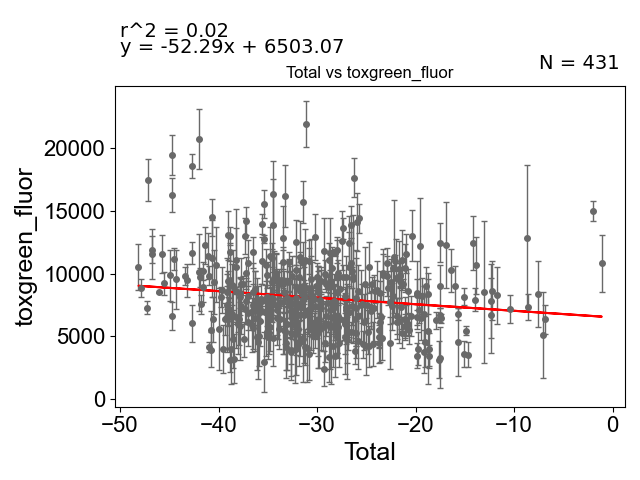 r^2 = 0.02
y = -52.29x + 6503.07
N = 431
Total vs toxgreen_fluor
toxgreen_fluor
20000
15000
10000
5000
0
−50 −40 −30 −20 −10 0
Total